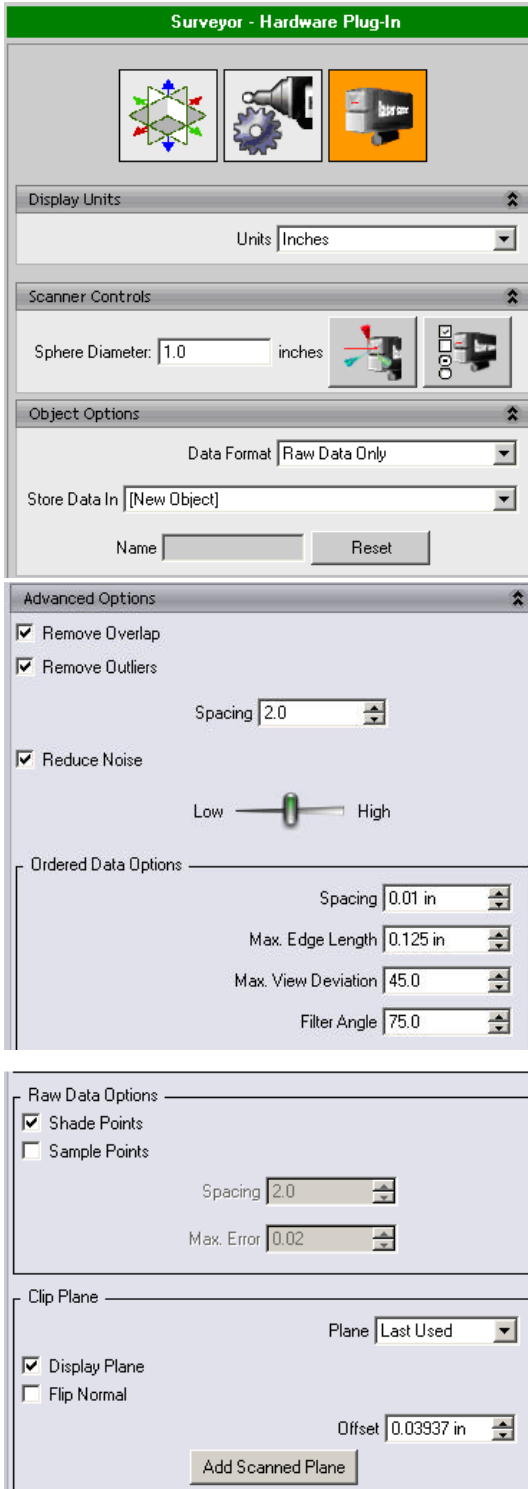 Surveyor - Hardware Plug-In
Display Units
Units Inches
Scanner Controls
Sphere Diameter: 1.0 inches
Object Options
Data Format Raw Data Only
Store Data In [New Object]
Name Reset
Advanced Options
Remove Overlap
Remove Outliers
Spacing 2.0
Reduce Noise
Low High
Ordered Data Options
Spacing 0.01 in
Max. Edge Length 0.125 in
Max. View Deviation 45.0
Filter Angle 75.0
Raw Data Options
Shade Points
Sample Points
Spacing 2.0
Max. Error 0.02
Clip Plane
Plane Last Used
Display Plane
Flip Normal
Offset 0.03937 in
Add Scanned Plane